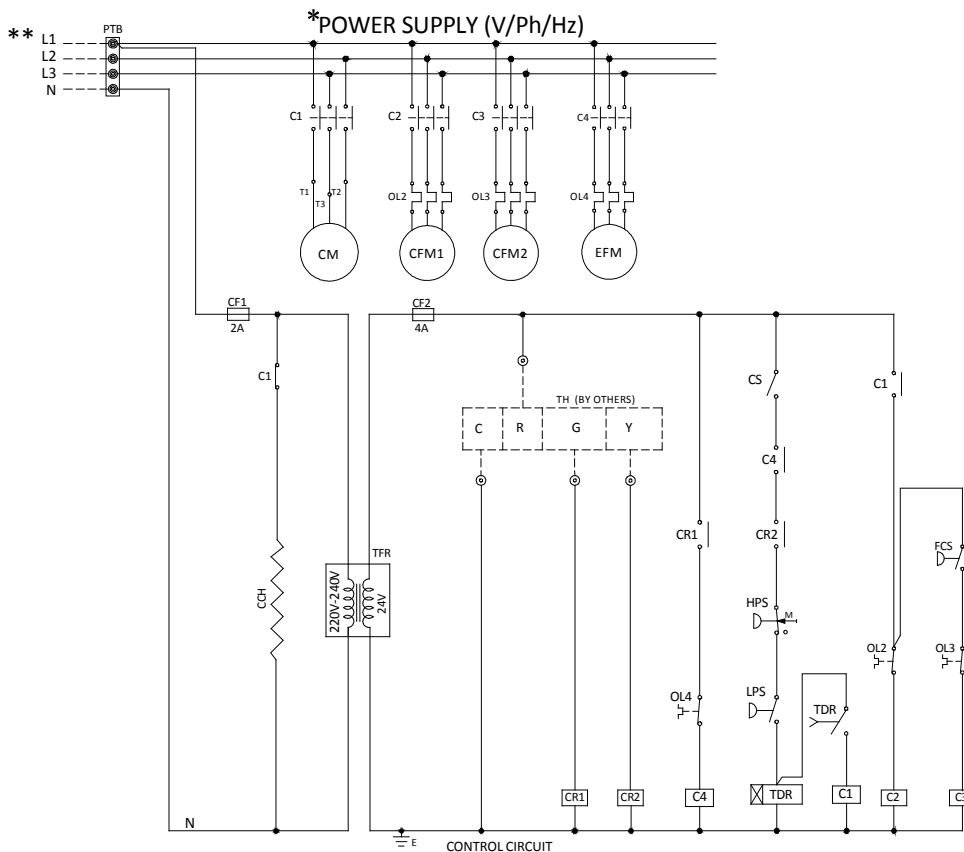 *POWER SUPPLY (V/Ph/Hz)
** L1
PTB
L2
L3
N
C1
C2
C3
C4
T1
T2
T3
OL2
OL3
OL4
CM
CFM1
CFM2
EFM
CF1
2A
CF2
4A
C1
CS
C1
TH (BY OTHERS)
C
R
G
Y
C4
CR1
CR2
FCS
TFR
CCH
220V-240V
24V
HPS
M
OL2
OL3
OL4
LPS
TDR
CR1
CR2
C4
TDR
C1
C2
C3
N
E
CONTROL CIRCUIT